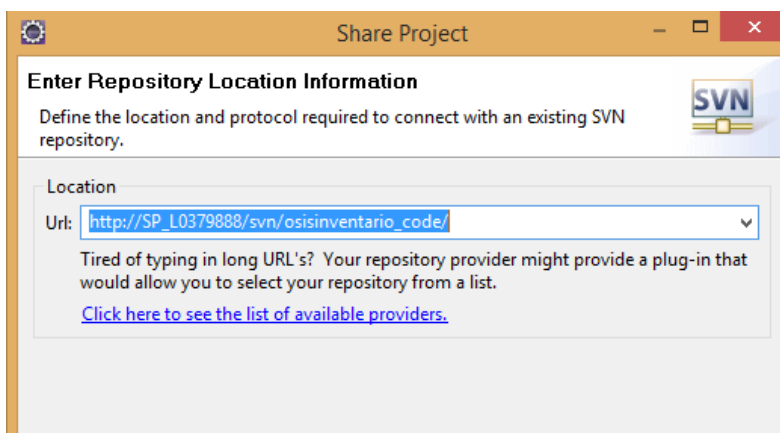 Share Project
Enter Repository Location Information
SVN
Define the location and protocol required to connect with an existing SVN
repository.
Location
Url: http://SP_L0379888/svn/osisinventario_code/
Tired of typing in long URL's? Your repository provider might provide a plug-in that
would allow you to select your repository from a list.
Click here to see the list of available providers.